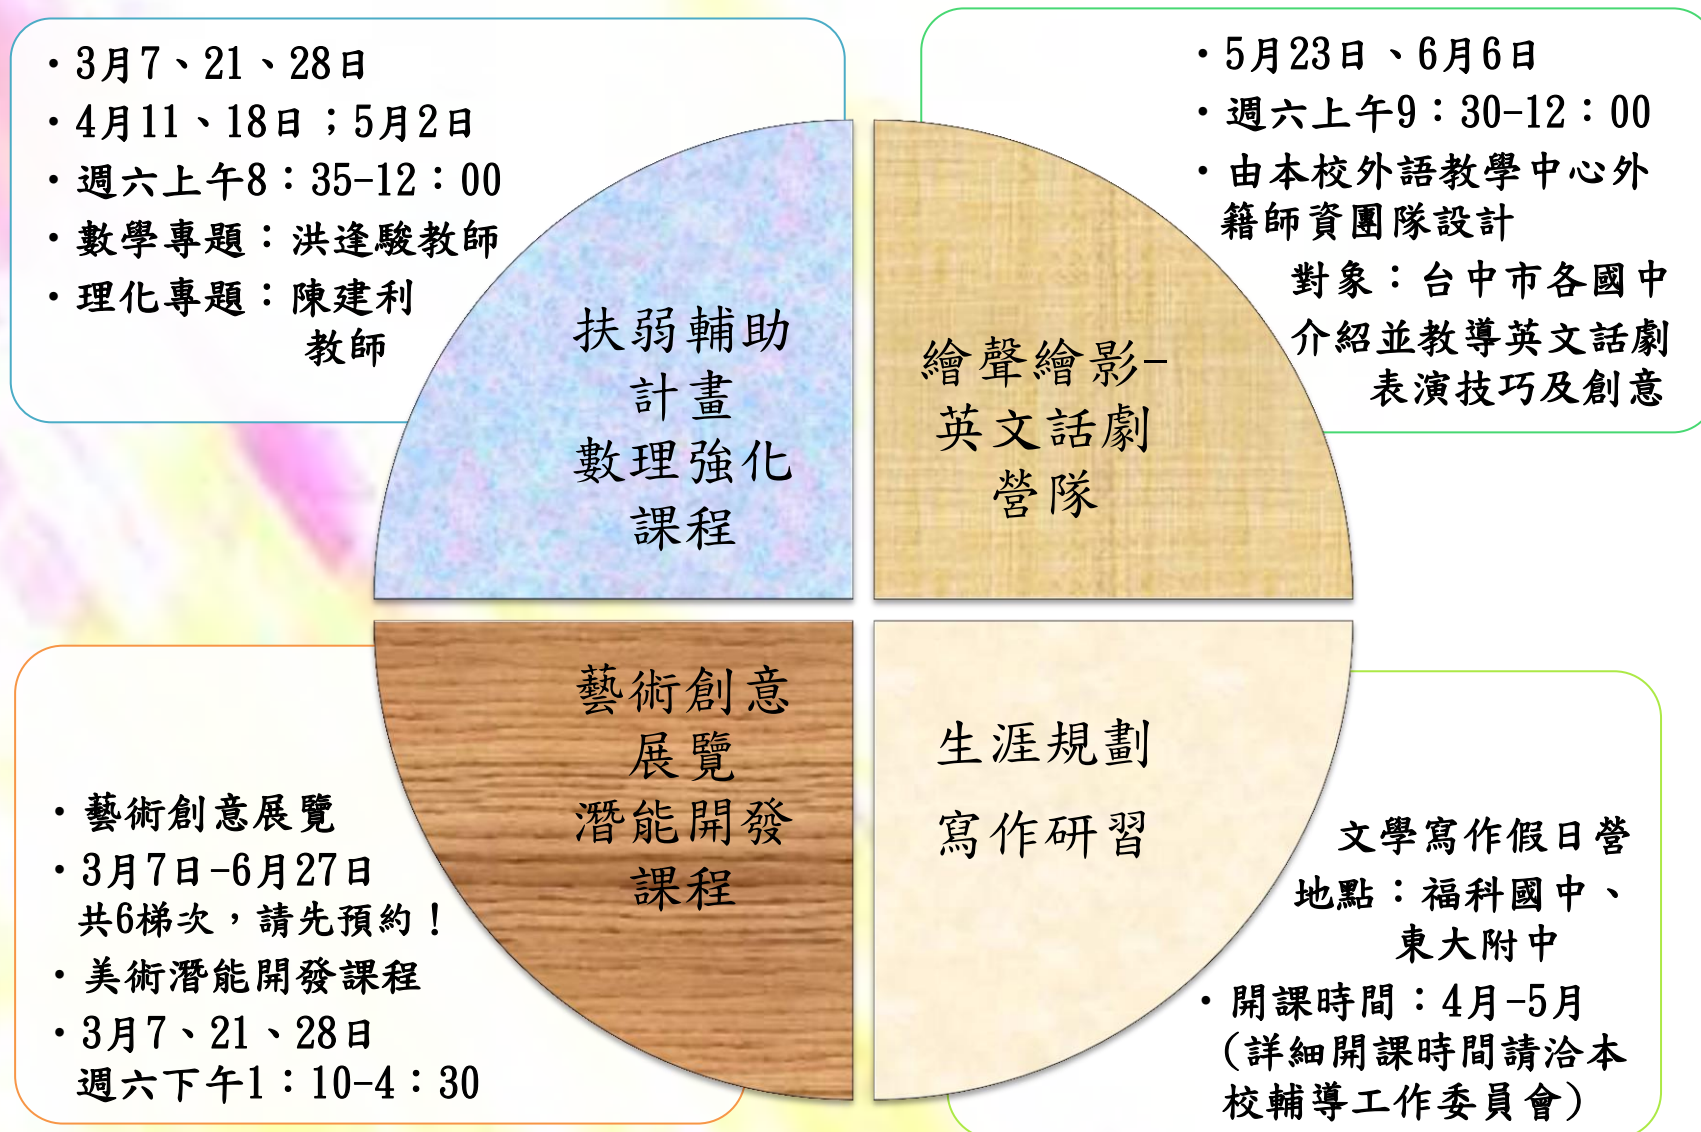 ・3月7、21、28日
・4月11、18日；5月2日
・週六上午8：35-12：00
・數學專題：洪逢駿教師
・理化專題：陳建利
教師
扶弱輔助
計畫
數理強化
課程
・5月23日、6月6日
・週六上午9：30-12：00
・由本校外語教學中心外
籍師資團隊設計
對象：台中市各國中
介紹並教導英文話劇
表演技巧及創意
繪聲繪影-
英文話劇
營隊
藝術創意
展覽
潛能開發
課程
・藝術創意展覽
・3月7日-6月27日
共6梯次，請先預約！
・美術潛能開發課程
・3月7、21、28日
週六下午1：10-4：30
生涯規劃
寫作研習
文學寫作假日營
地點：福科國中、
東大附中
・開課時間：4月-5月
(詳細開課時間請洽本
校輔導工作委員會)